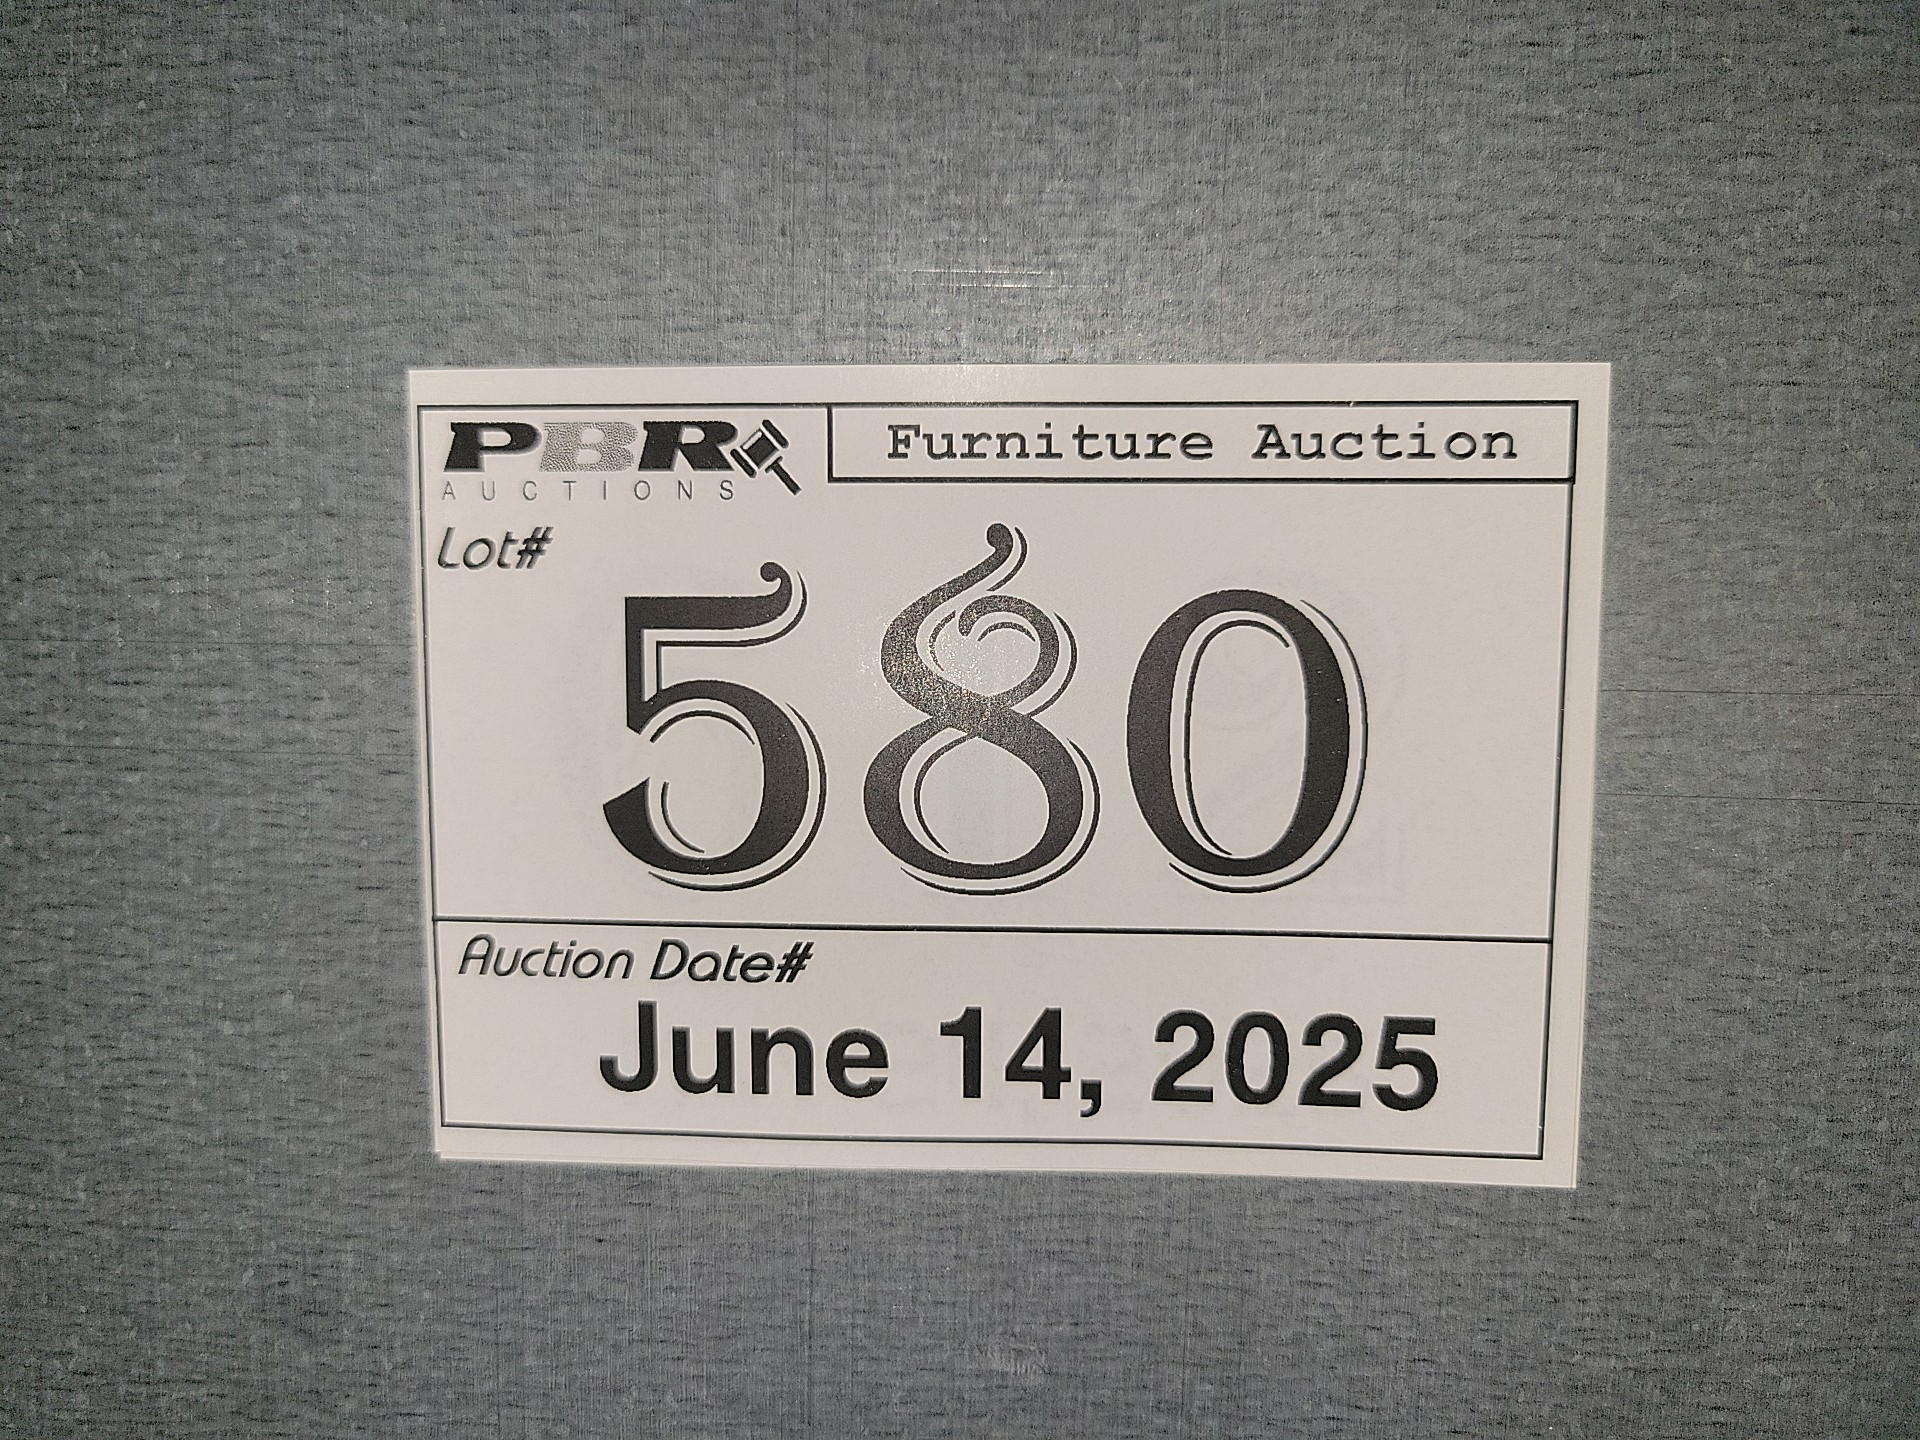 PBR
AUCTIONS
Furniture Auction
Lot#
580
Auction Date#
June 14, 2025